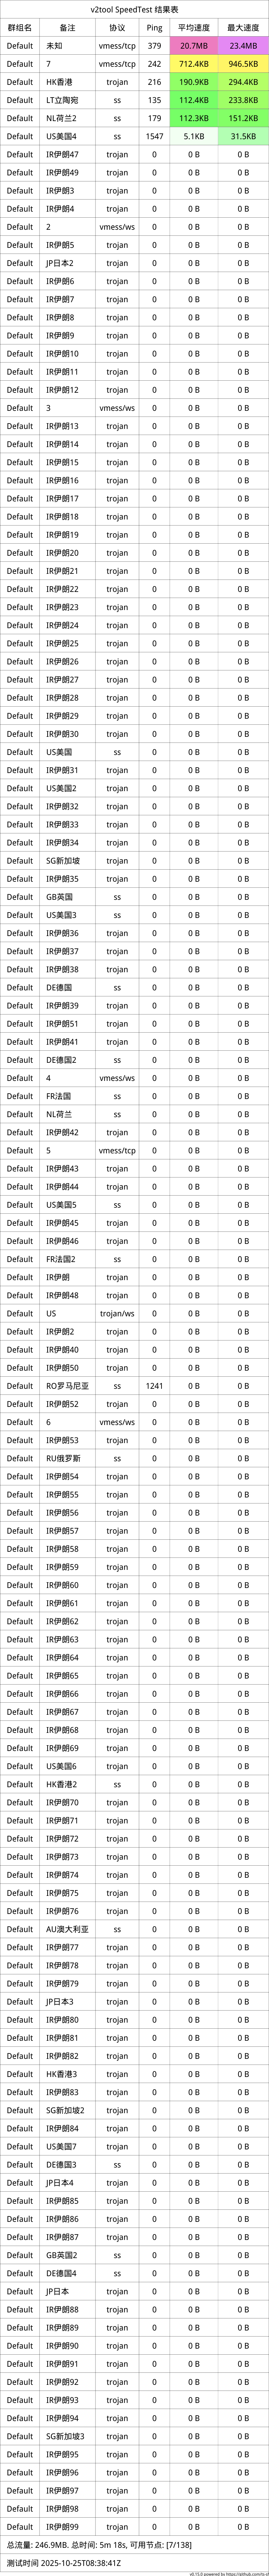 v2tool SpeedTest 结果表
群组名 备注 协议 Ping 平均速度 最大速度
Default 未知 vmess/tcp 379 20.7MB 23.4MB
Default 7 vmess/tcp 242 712.4KB 946.5KB
Default HK香港 trojan 216 190.9KB 294.4KB
Default LT立陶宛 ss 135 112.4KB 233.8KB
Default NL荷兰2 ss 179 112.3KB 151.2KB
Default US美国4 trojan 1547 5.1KB 31.5KB
Default IR伊朗47 trojan 0 0 B 0 B
Default IR伊朗49 trojan 0 0 B 0 B
Default IR伊朗3 trojan 0 0 B 0 B
Default IR伊朗4 trojan 0 0 B 0 B
Default 2 vmess/ws 0 0 B 0 B
Default IR伊朗5 trojan 0 0 B 0 B
Default JP日本2 trojan 0 0 B 0 B
Default IR伊朗6 trojan 0 0 B 0 B
Default IR伊朗7 trojan 0 0 B 0 B
Default IR伊朗8 trojan 0 0 B 0 B
Default IR伊朗9 trojan 0 0 B 0 B
Default IR伊朗10 trojan 0 0 B 0 B
Default IR伊朗11 trojan 0 0 B 0 B
Default IR伊朗12 trojan 0 0 B 0 B
Default 3 vmess/ws 0 0 B 0 B
Default IR伊朗13 trojan 0 0 B 0 B
Default IR伊朗14 trojan 0 0 B 0 B
Default IR伊朗15 trojan 0 0 B 0 B
Default IR伊朗16 trojan 0 0 B 0 B
Default IR伊朗17 trojan 0 0 B 0 B
Default IR伊朗18 trojan 0 0 B 0 B
Default IR伊朗19 trojan 0 0 B 0 B
Default IR伊朗20 trojan 0 0 B 0 B
Default IR伊朗21 trojan 0 0 B 0 B
Default IR伊朗22 trojan 0 0 B 0 B
Default IR伊朗23 trojan 0 0 B 0 B
Default IR伊朗24 trojan 0 0 B 0 B
Default IR伊朗25 trojan 0 0 B 0 B
Default IR伊朗26 trojan 0 0 B 0 B
Default IR伊朗27 trojan 0 0 B 0 B
Default IR伊朗28 trojan 0 0 B 0 B
Default IR伊朗29 trojan 0 0 B 0 B
Default IR伊朗30 trojan 0 0 B 0 B
Default US美国 ss 0 0 B 0 B
Default IR伊朗31 trojan 0 0 B 0 B
Default US美国2 trojan 0 0 B 0 B
Default IR伊朗32 trojan 0 0 B 0 B
Default IR伊朗33 trojan 0 0 B 0 B
Default IR伊朗34 trojan 0 0 B 0 B
Default SG新加坡 trojan 0 0 B 0 B
Default IR伊朗35 trojan 0 0 B 0 B
Default GB英国 ss 0 0 B 0 B
Default US美国3 ss 0 0 B 0 B
Default IR伊朗36 trojan 0 0 B 0 B
Default IR伊朗37 trojan 0 0 B 0 B
Default IR伊朗38 trojan 0 0 B 0 B
Default DE德国 ss 0 0 B 0 B
Default IR伊朗39 trojan 0 0 B 0 B
Default IR伊朗51 trojan 0 0 B 0 B
Default IR伊朗41 trojan 0 0 B 0 B
Default DE德国2 ss 0 0 B 0 B
Default 4 vmess/ws 0 0 B 0 B
Default FR法国 ss 0 0 B 0 B
Default NL荷兰 ss 0 0 B 0 B
Default IR伊朗42 trojan 0 0 B 0 B
Default 5 vmess/tcp 0 0 B 0 B
Default IR伊朗43 trojan 0 0 B 0 B
Default IR伊朗44 trojan 0 0 B 0 B
Default US美国5 ss 0 0 B 0 B
Default IR伊朗45 trojan 0 0 B 0 B
Default IR伊朗46 trojan 0 0 B 0 B
Default FR法国2 ss 0 0 B 0 B
Default IR伊朗 trojan 0 0 B 0 B
Default IR伊朗48 trojan 0 0 B 0 B
Default US trojan/ws 0 0 B 0 B
Default IR伊朗2 trojan 0 0 B 0 B
Default IR伊朗40 trojan 0 0 B 0 B
Default IR伊朗50 trojan 0 0 B 0 B
Default RO罗马尼亚 ss 1241 0 B 0 B
Default IR伊朗52 trojan 0 0 B 0 B
Default 6 vmess/ws 0 0 B 0 B
Default IR伊朗53 trojan 0 0 B 0 B
Default RU俄罗斯 ss 0 0 B 0 B
Default IR伊朗54 trojan 0 0 B 0 B
Default IR伊朗55 trojan 0 0 B 0 B
Default IR伊朗56 trojan 0 0 B 0 B
Default IR伊朗57 trojan 0 0 B 0 B
Default IR伊朗58 trojan 0 0 B 0 B
Default IR伊朗59 trojan 0 0 B 0 B
Default IR伊朗60 trojan 0 0 B 0 B
Default IR伊朗61 trojan 0 0 B 0 B
Default IR伊朗62 trojan 0 0 B 0 B
Default IR伊朗63 trojan 0 0 B 0 B
Default IR伊朗64 trojan 0 0 B 0 B
Default IR伊朗65 trojan 0 0 B 0 B
Default IR伊朗66 trojan 0 0 B 0 B
Default IR伊朗67 trojan 0 0 B 0 B
Default IR伊朗68 trojan 0 0 B 0 B
Default IR伊朗69 trojan 0 0 B 0 B
Default US美国6 trojan 0 0 B 0 B
Default HK香港2 ss 0 0 B 0 B
Default IR伊朗70 trojan 0 0 B 0 B
Default IR伊朗71 trojan 0 0 B 0 B
Default IR伊朗72 trojan 0 0 B 0 B
Default IR伊朗73 trojan 0 0 B 0 B
Default IR伊朗74 trojan 0 0 B 0 B
Default IR伊朗75 trojan 0 0 B 0 B
Default IR伊朗76 trojan 0 0 B 0 B
Default AU澳大利亚 ss 0 0 B 0 B
Default IR伊朗77 trojan 0 0 B 0 B
Default IR伊朗78 trojan 0 0 B 0 B
Default IR伊朗79 trojan 0 0 B 0 B
Default JP日本3 trojan 0 0 B 0 B
Default IR伊朗80 trojan 0 0 B 0 B
Default IR伊朗81 trojan 0 0 B 0 B
Default IR伊朗82 trojan 0 0 B 0 B
Default HK香港3 trojan 0 0 B 0 B
Default IR伊朗83 trojan 0 0 B 0 B
Default SG新加坡2 trojan 0 0 B 0 B
Default IR伊朗84 trojan 0 0 B 0 B
Default US美国7 trojan 0 0 B 0 B
Default DE德国3 ss 0 0 B 0 B
Default JP日本4 trojan 0 0 B 0 B
Default IR伊朗85 trojan 0 0 B 0 B
Default IR伊朗86 trojan 0 0 B 0 B
Default IR伊朗87 trojan 0 0 B 0 B
Default GB英国2 ss 0 0 B 0 B
Default DE德国4 ss 0 0 B 0 B
Default JP日本 trojan 0 0 B 0 B
Default IR伊朗88 trojan 0 0 B 0 B
Default IR伊朗89 trojan 0 0 B 0 B
Default IR伊朗90 trojan 0 0 B 0 B
Default IR伊朗91 trojan 0 0 B 0 B
Default IR伊朗92 trojan 0 0 B 0 B
Default IR伊朗93 trojan 0 0 B 0 B
Default IR伊朗94 trojan 0 0 B 0 B
Default SG新加坡3 trojan 0 0 B 0 B
Default IR伊朗95 trojan 0 0 B 0 B
Default IR伊朗96 trojan 0 0 B 0 B
Default IR伊朗97 trojan 0 0 B 0 B
Default IR伊朗98 trojan 0 0 B 0 B
Default IR伊朗99 trojan 0 0 B 0 B
总流量: 246.9MB. 总时间: 5m 18s, 可用节点: [7/138]
测试时间 2025-10-25T08:38:41Z